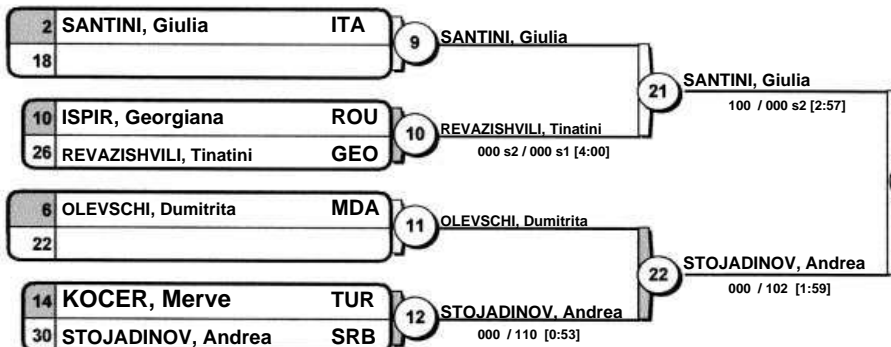 2 SANTINI, Giulia ITA
18
9 SANTINI, Giulia
21 SANTINI, Giulia
100 / 000 s2 [2:57]
10 ISPIR, Georgiana ROU
26 REVAZISHVILI, Tinatini GEO
10 REVAZISHVILI, Tinatini
000 s2 / 000 s1 [4:00]
6 OLEVSCHI, Dumitrita MDA
22
11 OLEVSCHI, Dumitrita
22 STOJADINOV, Andrea
000 / 102 [1:59]
14 KOCER, Merve TUR
30 STOJADINOV, Andrea SRB
12 STOJADINOV, Andrea
000 / 110 [0:53]